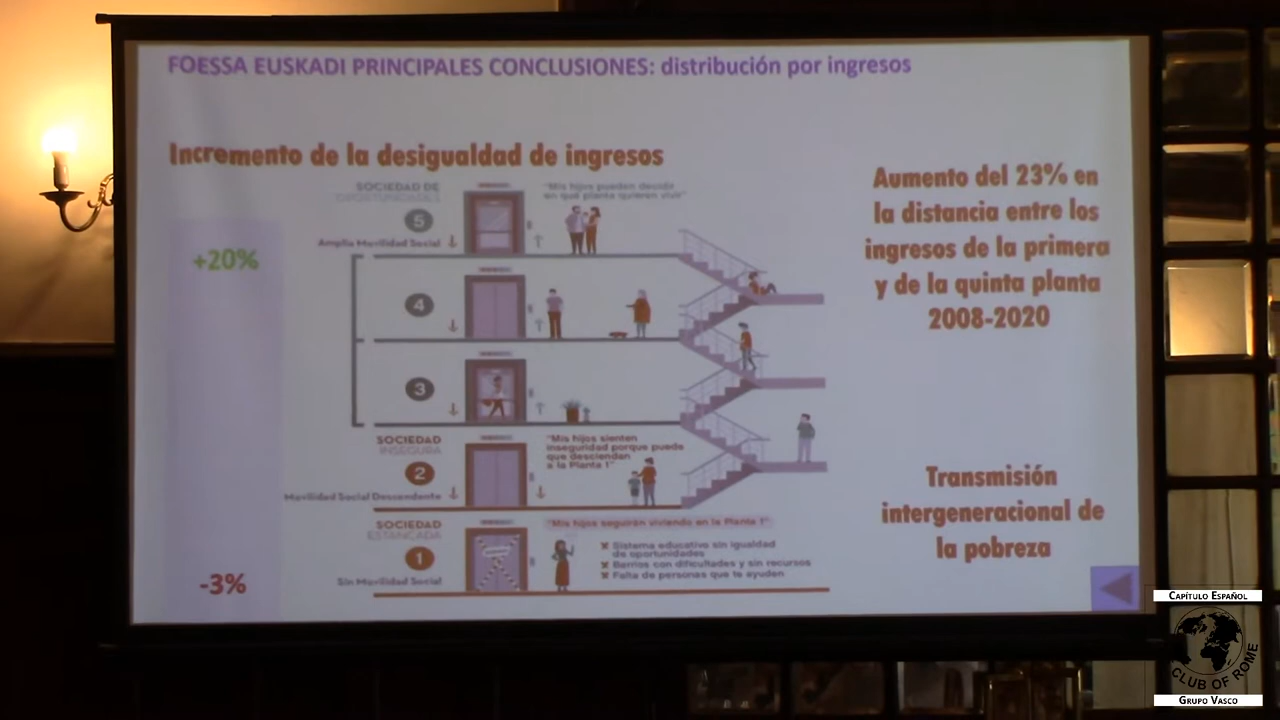 FOESSA EUSKADI PRINCIPALES CONCLUSIONES: distribución por ingresos
Incremento de la desigualdad de ingresos
SOCIEDAD DE
OPORTUNIDADES
5
Amplia Movilidad Social
"Mis hijos pueden decidir
en qué planta quieren vivir"
+20%
4
3
SOCIEDAD
INSEGURA
2
Movilidad Social Descendente
"Mis hijos sienten
inseguridad porque puede
que desciendan
a la Planta 1"
SOCIEDAD
ESTANCADA
1
Sin Movilidad Social
"Mis hijos seguirán viviendo en la Planta 1"
Sistema educativo sin igualdad
de oportunidades
Barrios con dificultades y sin recursos
Falta de personas que te ayuden
-3%
Aumento del 23% en
la distancia entre los
ingresos de la primera
y de la quinta planta
2008-2020
Transmisión
intergeneracional de
la pobreza
CAPÍTULO ESPAÑOL
CLUB OF ROME
GRUPO VASCO